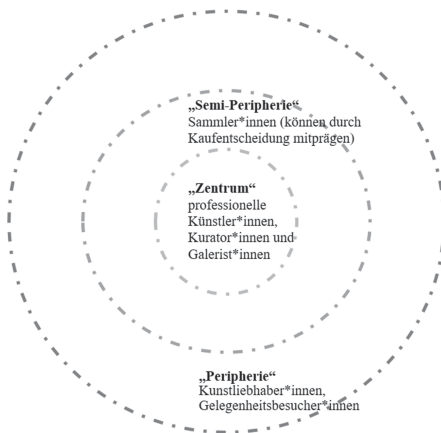 „Semi-Peripherie“
Sammler*innen (können durch
Kaufentscheidung mitprägen)
„Zentrum“
professionelle
Künstler*innen,
Kurator*innen und
Galerist*innen
„Peripherie“
Kunstliebhaber*innen,
Gelegenheitsbesucher*innen